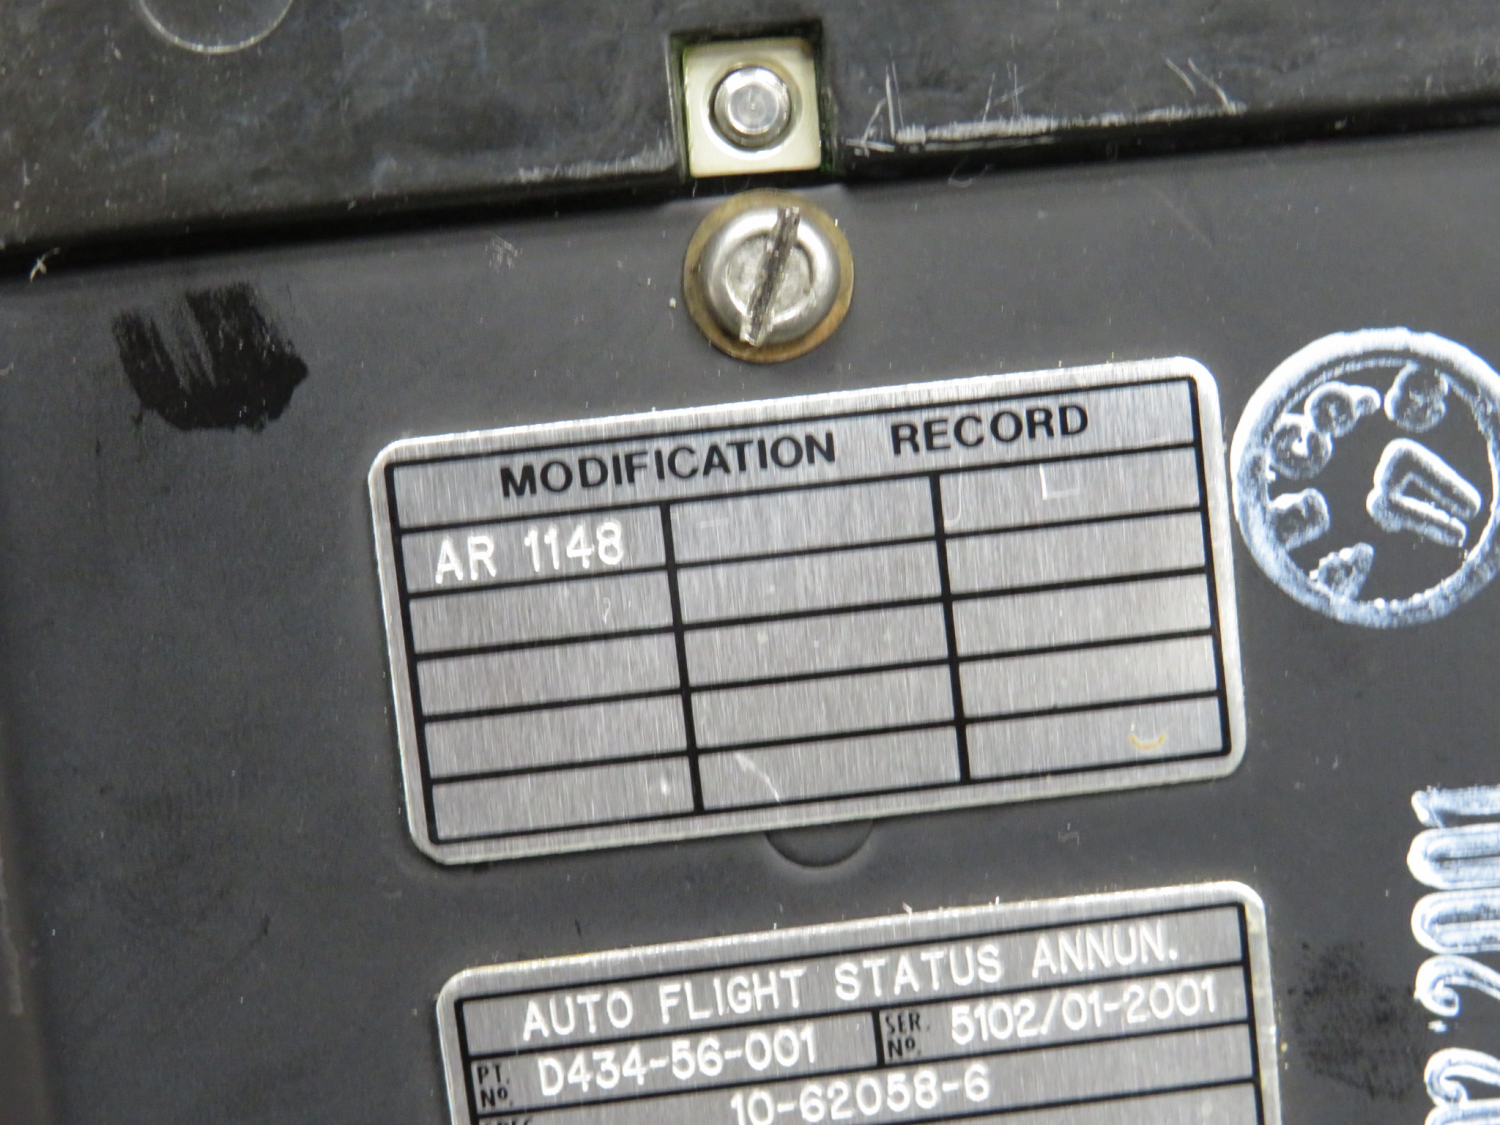 MODIFICATION RECORD
AR 1148
AUTO FLIGHT STATUS ANNUN.
PT. Nº. D434-56-001 SER. Nº. 5102/01-2001
10-62058-6